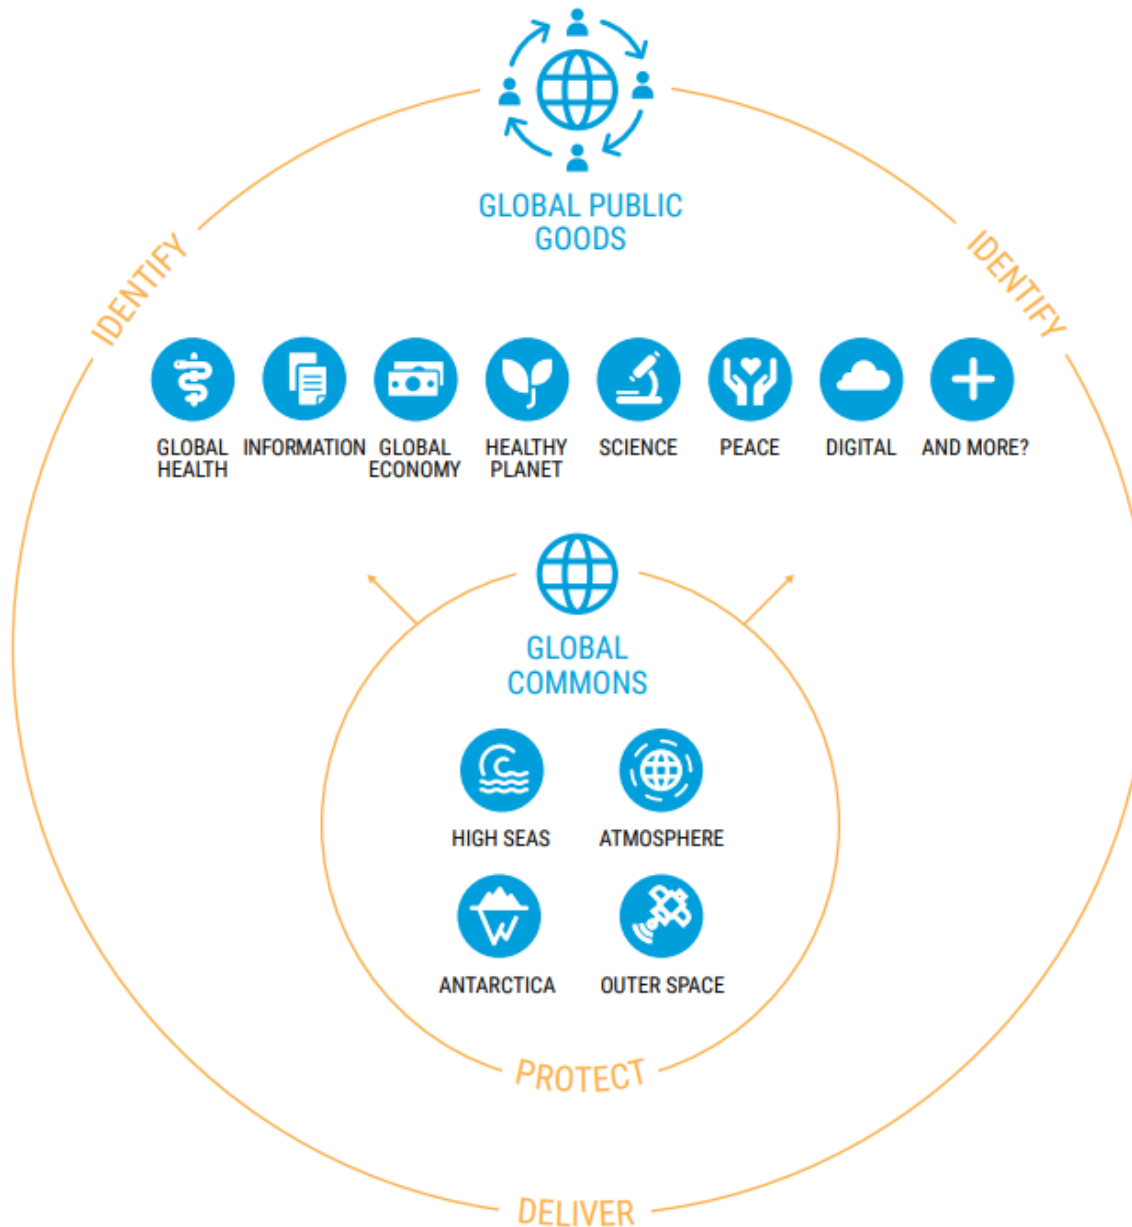 GLOBAL PUBLIC
GOODS
IDENTIFY
IDENTIFY
GLOBAL
HEALTH
INFORMATION
GLOBAL
ECONOMY
HEALTHY
PLANET
SCIENCE
PEACE
DIGITAL
AND MORE?
GLOBAL
COMMONS
HIGH SEAS
ATMOSPHERE
ANTARCTICA
OUTER SPACE
PROTECT
DELIVER